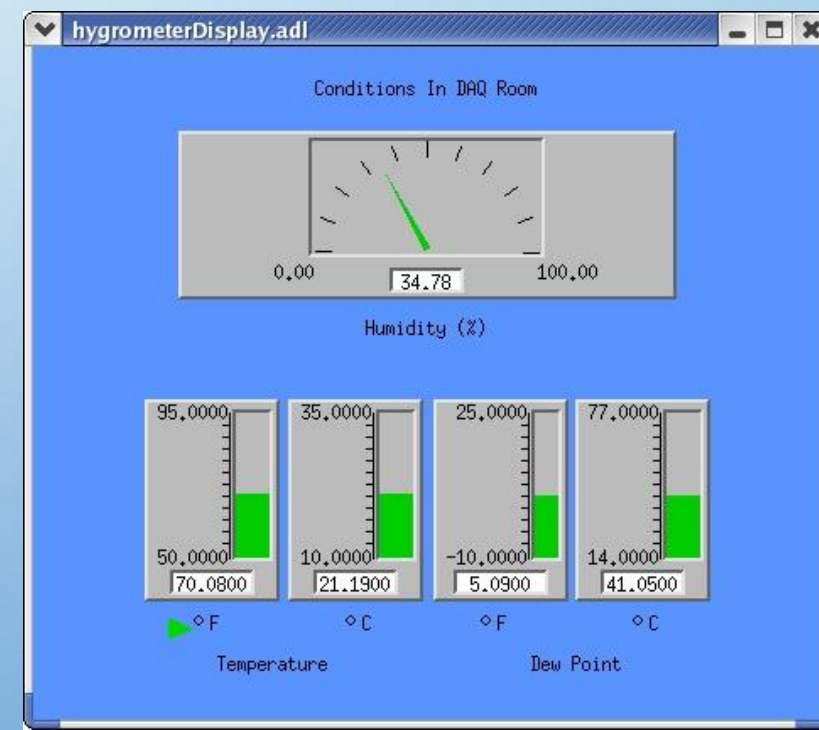 hygrometerDisplay.adl
Conditions In DAQ Room
0.00 34.78 100.00
Humidity (%)
95.0000 35.0000 25.0000 77.0000
50.0000 10.0000 -10.0000 14.0000
70.0800 21.1900 5.0900 41.0500
°F °C °F °C
Temperature Dew Point